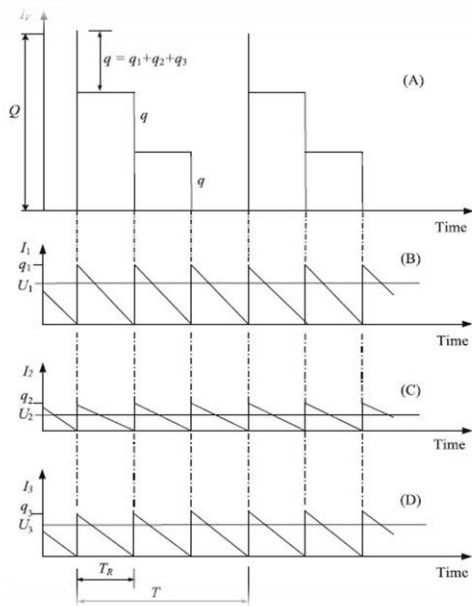 I_V
q = q₁+q₂+q₃
(A)
Q
q
q
Time
I₁
q₁
(B)
U₁
Time
I₂
(C)
q₂
U₂
Time
I₃
(D)
q₃
U₃
T_R
Time
T